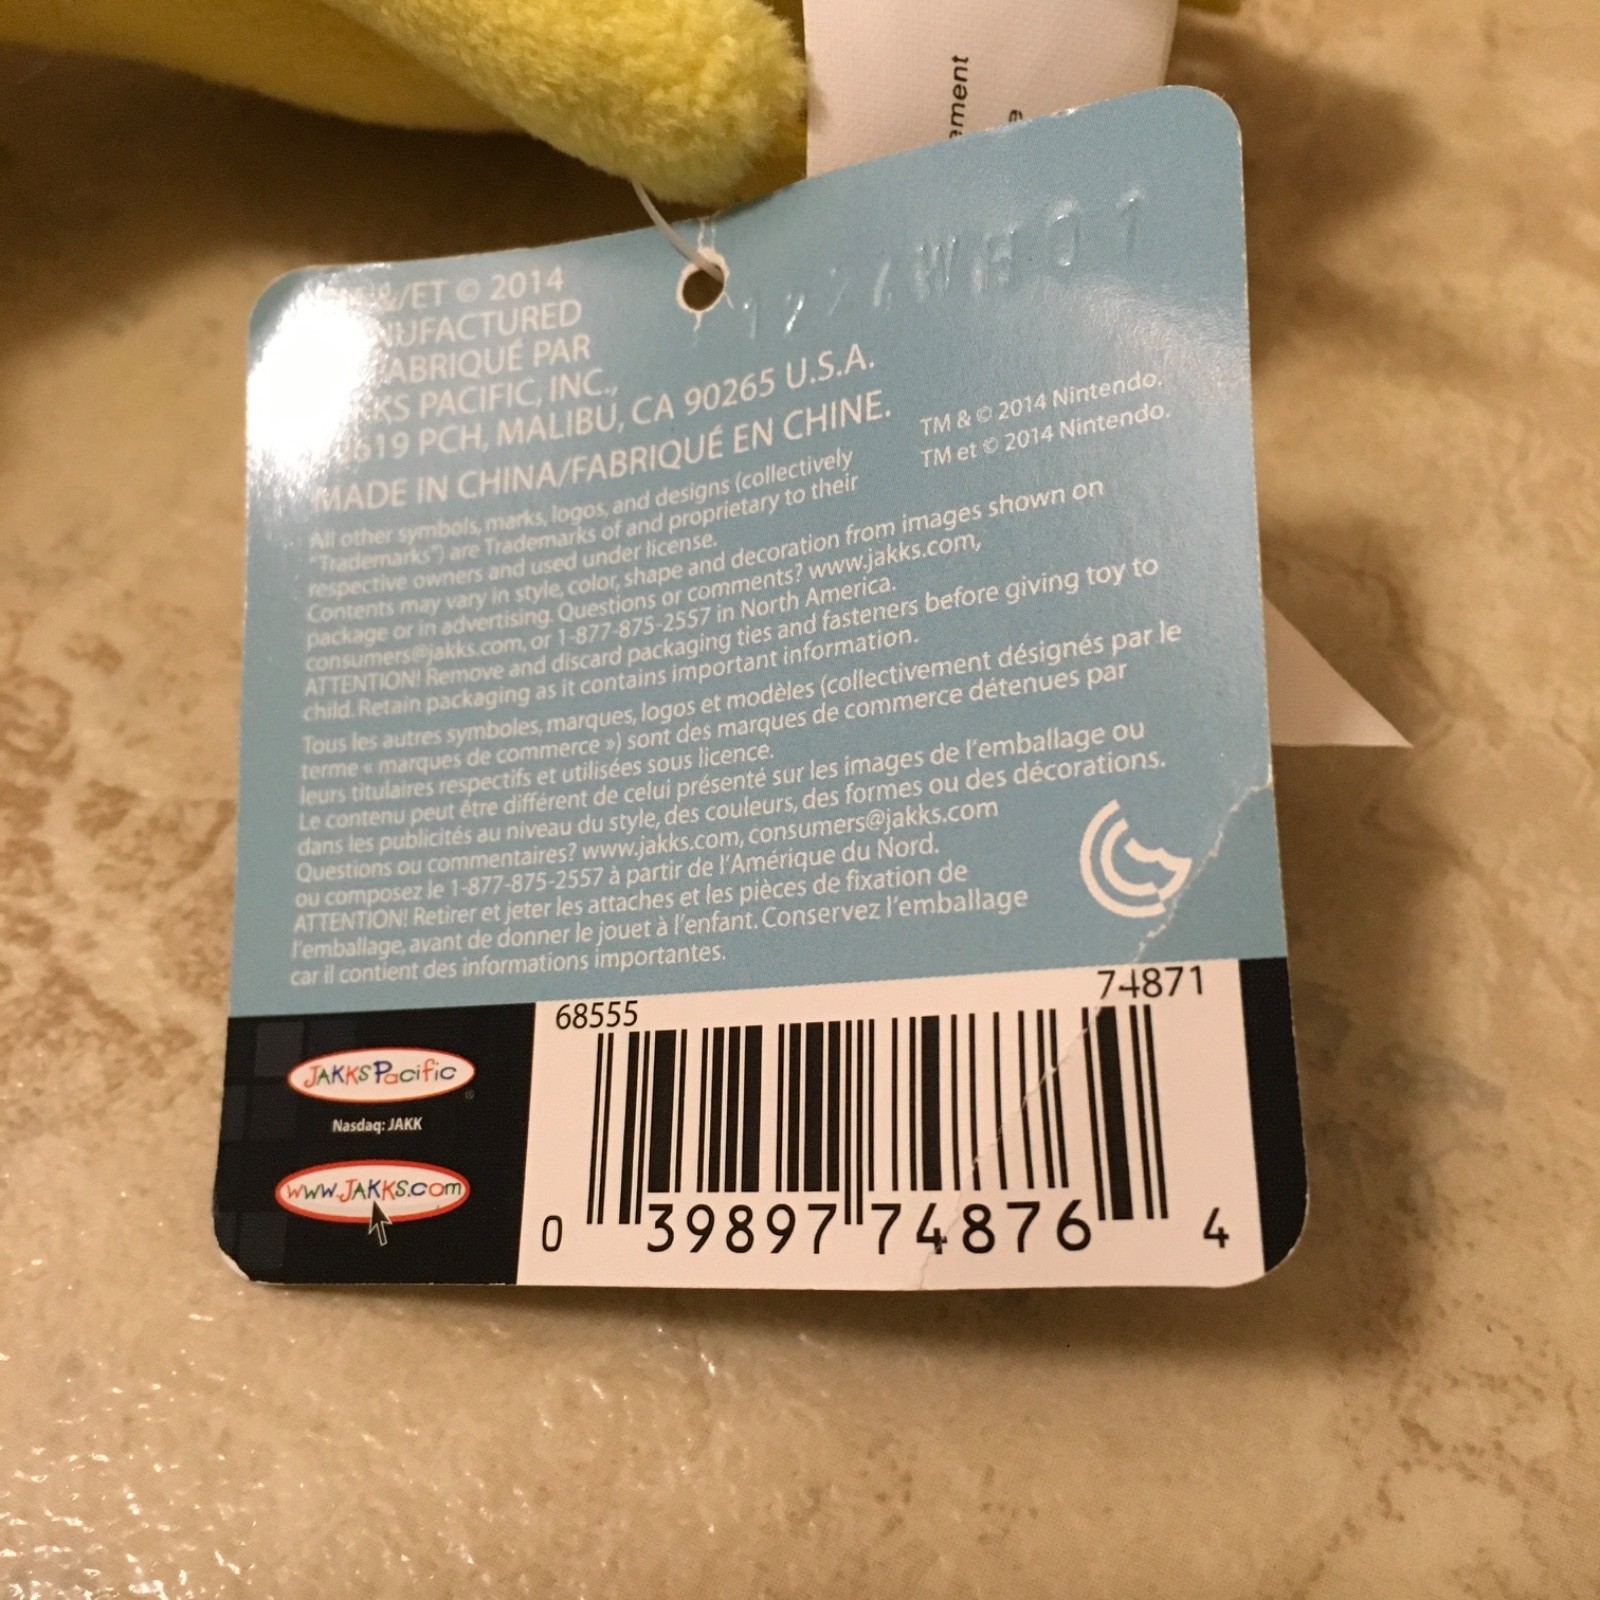 ement
e
&/ET © 2014
NUFACTURED
FABRIQUÉ PAR
KKS PACIFIC, INC.,
619 PCH, MALIBU, CA 90265 U.S.A.
MADE IN CHINA/FABRIQUÉ EN CHINE.
TM & © 2014 Nintendo.
TM et © 2014 Nintendo.
All other symbols, marks, logos, and designs (collectively
"Trademarks") are Trademarks of and proprietary to their
respective owners and used under license.
Contents may vary in style, color, shape and decoration from images shown on
package or in advertising. Questions or comments? www.jakks.com,
consumers@jakks.com, or 1-877-875-2557 in North America.
ATTENTION! Remove and discard packaging ties and fasteners before giving toy to
child. Retain packaging as it contains important information.
Tous les autres symboles, marques, logos et modèles (collectivement désignés par le
terme « marques de commerce ») sont des marques de commerce détenues par
leurs titulaires respectifs et utilisées sous licence.
Le contenu peut être différent de celui présenté sur les images de l'emballage ou
dans les publicités au niveau du style, des couleurs, des formes ou des décorations.
Questions ou commentaires? www.jakks.com, consumers@jakks.com
ou composez le 1-877-875-2557 à partir de l'Amérique du Nord.
ATTENTION! Retirer et jeter les attaches et les pièces de fixation de
l'emballage, avant de donner le jouet à l'enfant. Conservez l'emballage
car il contient des informations importantes.
68555
74871
JAKKS Pacific
®
Nasdaq: JAKK
www.JAKKS.com
0 39897 74876 4